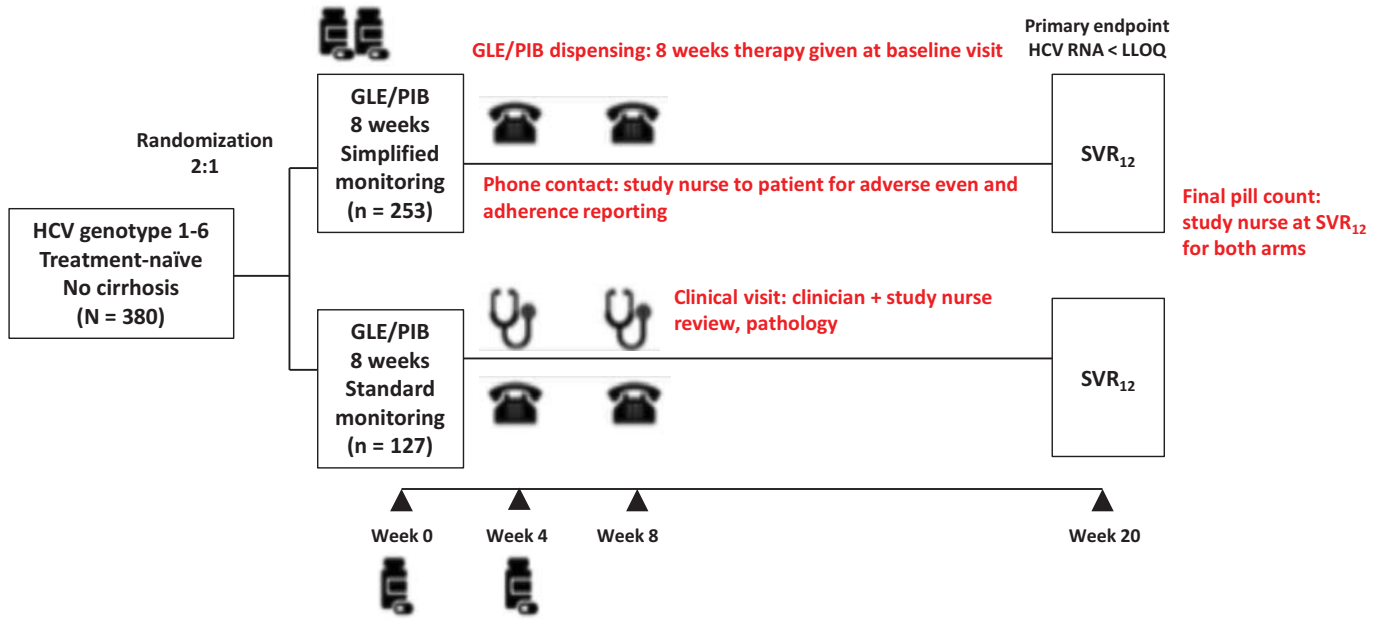 Primary endpoint
HCV RNA < LLOQ
GLE/PIB dispensing: 8 weeks therapy given at baseline visit
Randomization
2:1
GLE/PIB
8 weeks
Simplified
monitoring
(n = 253)
SVR₁₂
Phone contact: study nurse to patient for adverse even and
adherence reporting
Final pill count:
study nurse at SVR₁₂
for both arms
HCV genotype 1-6
Treatment-naïve
No cirrhosis
(N = 380)
Clinical visit: clinician + study nurse
review, pathology
GLE/PIB
8 weeks
Standard
monitoring
(n = 127)
SVR₁₂
Week 0
Week 4
Week 8
Week 20